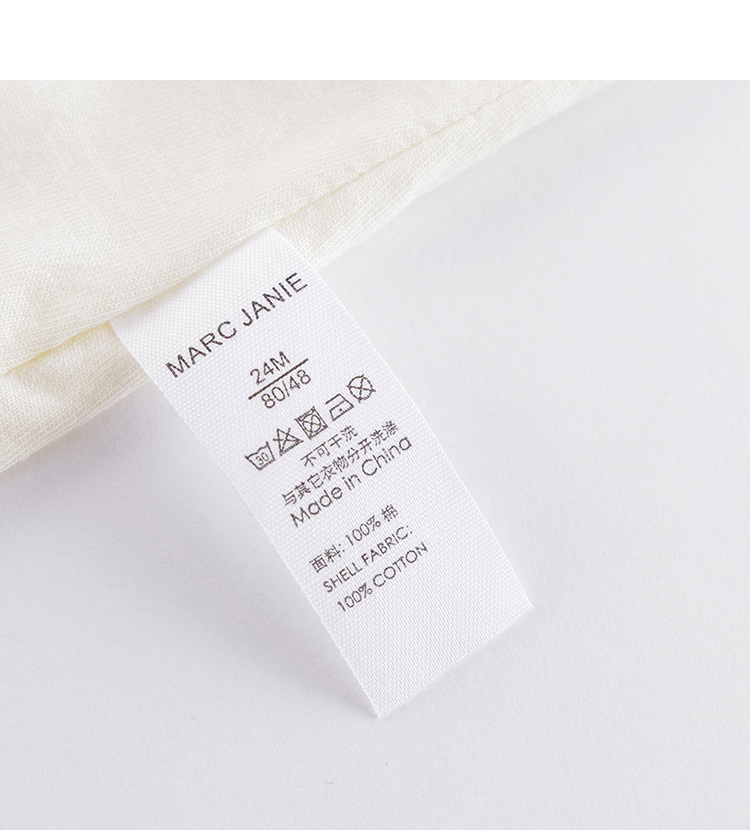 MARC JANIE
24M
80/48
30
不可干洗
与其它衣物分开洗涤
Made in China
面料: 100% 棉
SHELL FABRIC:
100% COTTON